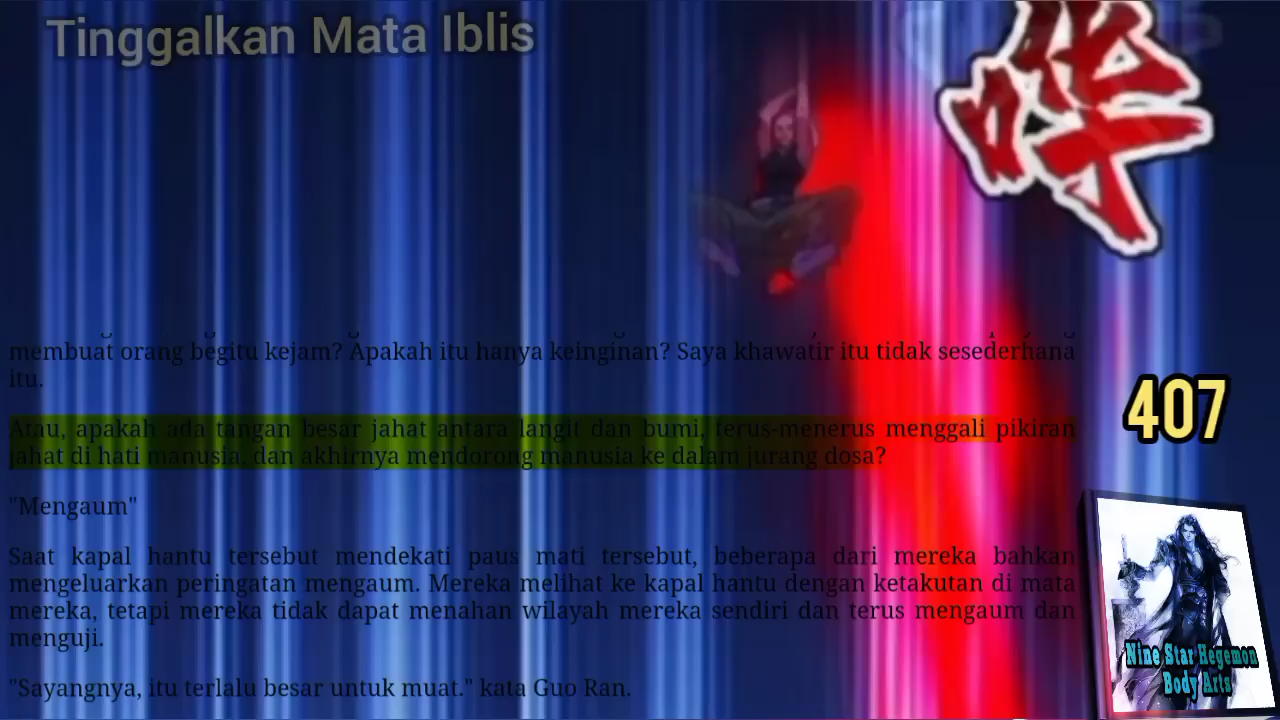 Tinggalkan Mata Iblis
哗
membuat orang begitu kejam? Apakah itu hanya keinginan? Saya khawatir itu tidak sesederhana
itu.
Atau, apakah ada tangan besar jahat antara langit dan bumi, terus-menerus menggali pikiran
jahat di hati manusia, dan akhirnya mendorong manusia ke dalam jurang dosa?
407
"Mengaum"
Saat kapal hantu tersebut mendekati paus mati tersebut, beberapa dari mereka bahkan
mengeluarkan peringatan mengaum. Mereka melihat ke kapal hantu dengan ketakutan di mata
mereka, tetapi mereka tidak dapat menahan wilayah mereka sendiri dan terus mengaum dan
menguji.
"Sayangnya, itu terlalu besar untuk muat." kata Guo Ran.
Nine Star Hegemon
Body Arts